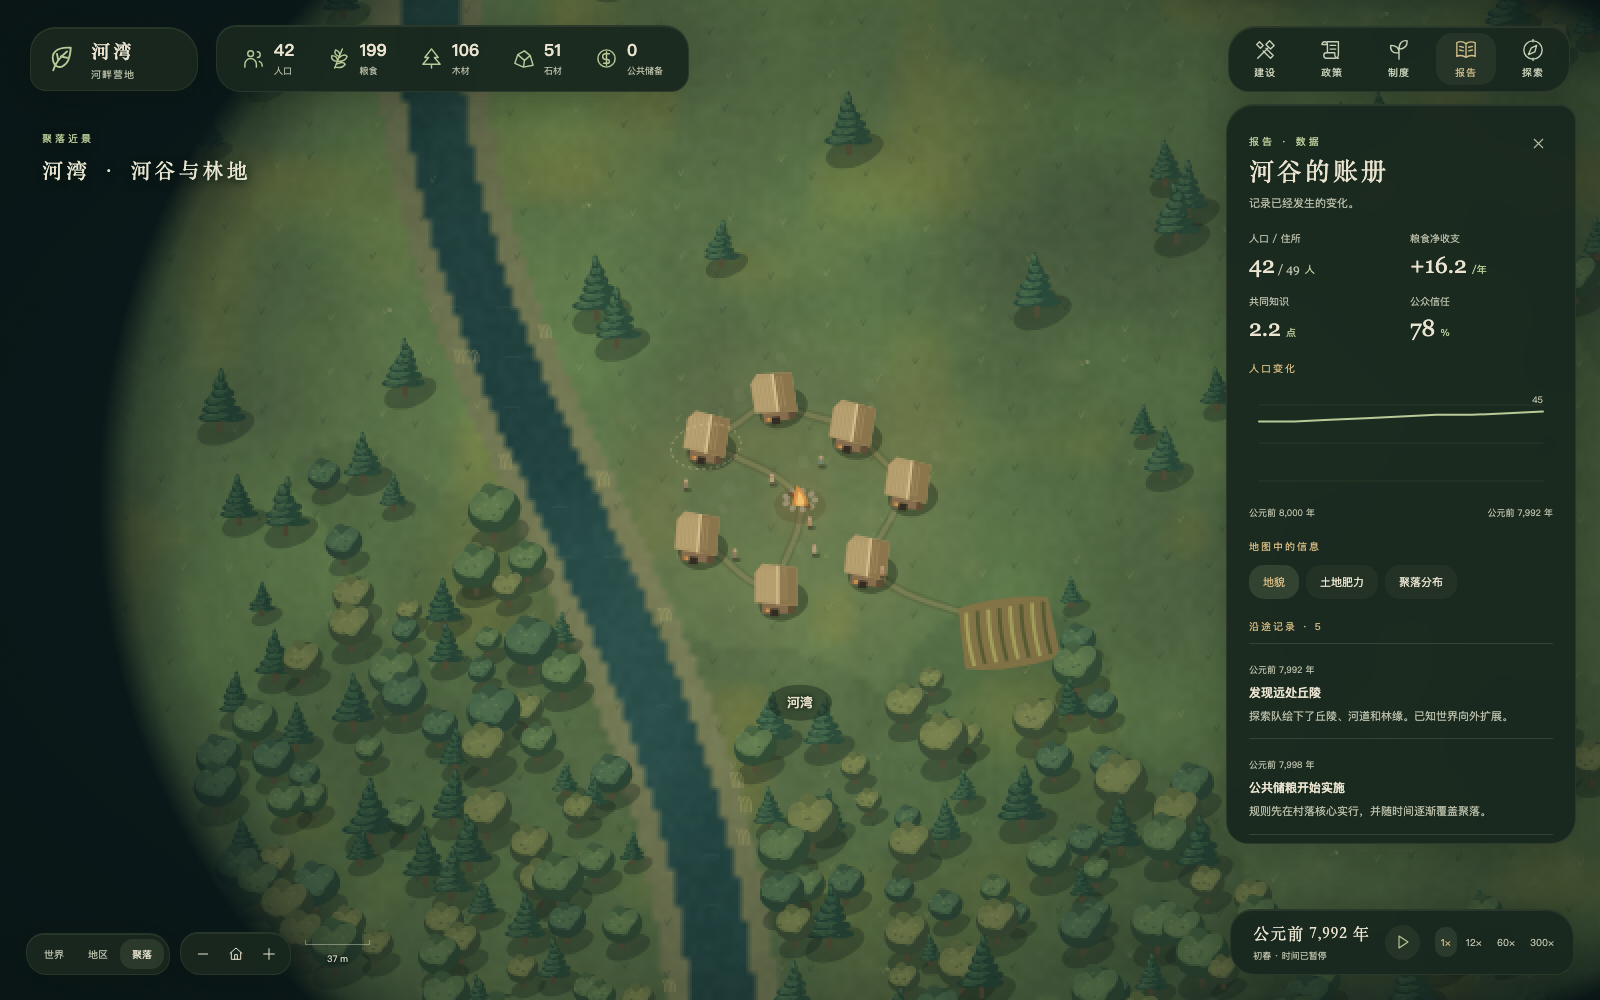 河湾
河畔营地
42
人口
199
粮食
106
木材
51
石材
0
公共储备
建设
政策
制度
报告
探索
聚落近景
河湾 · 河谷与林地
报告 · 数据
河谷的账册
记录已经发生的变化。
人口 / 住所
42 / 49 人
粮食净收支
+16.2 /年
共同知识
2.2 点
公众信任
78 %
人口变化
45
公元前 8,000 年
公元前 7,992 年
地图中的信息
地貌
土地肥力
聚落分布
沿途记录 · 5
公元前 7,992 年
发现远处丘陵
探索队绘下了丘陵、河道和林缘。已知世界向外扩展。
公元前 7,998 年
公共储粮开始实施
规则先在村落核心实行，并随时间逐渐覆盖聚落。
河湾
世界
地区
聚落
37 m
公元前 7,992 年
初春 · 时间已暂停
1×
12×
60×
300×